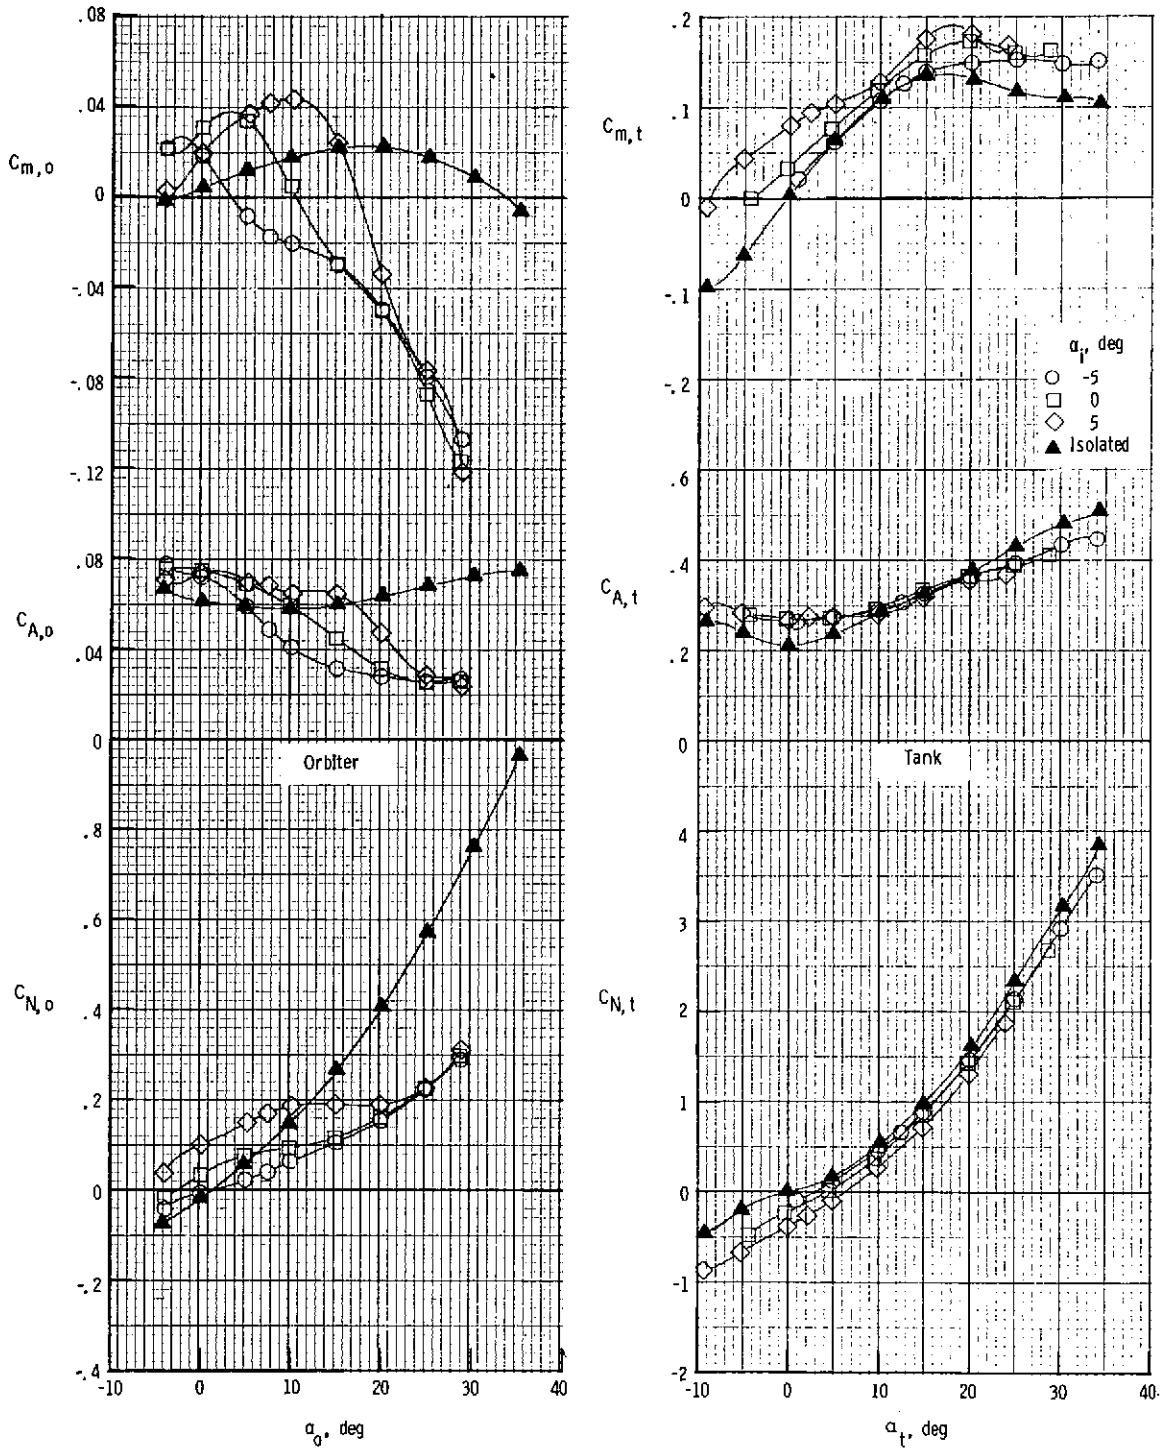 .08
.04
C_m,o
0
-.04
-.08
-.12
.08
C_A,o
.04
0
Orbiter
.8
.6
C_N,o
.4
.2
0
-.2
-.4
-10 0 10 20 30 40
α_o, deg
.2
.1
C_m,t
0
-.1
-.2
α_i, deg
-5
0
5
Isolated
.6
.4
C_A,t
.2
0
Tank
4
3
C_N,t
2
1
0
-1
-2
-10 0 10 20 30 40
α_t, deg